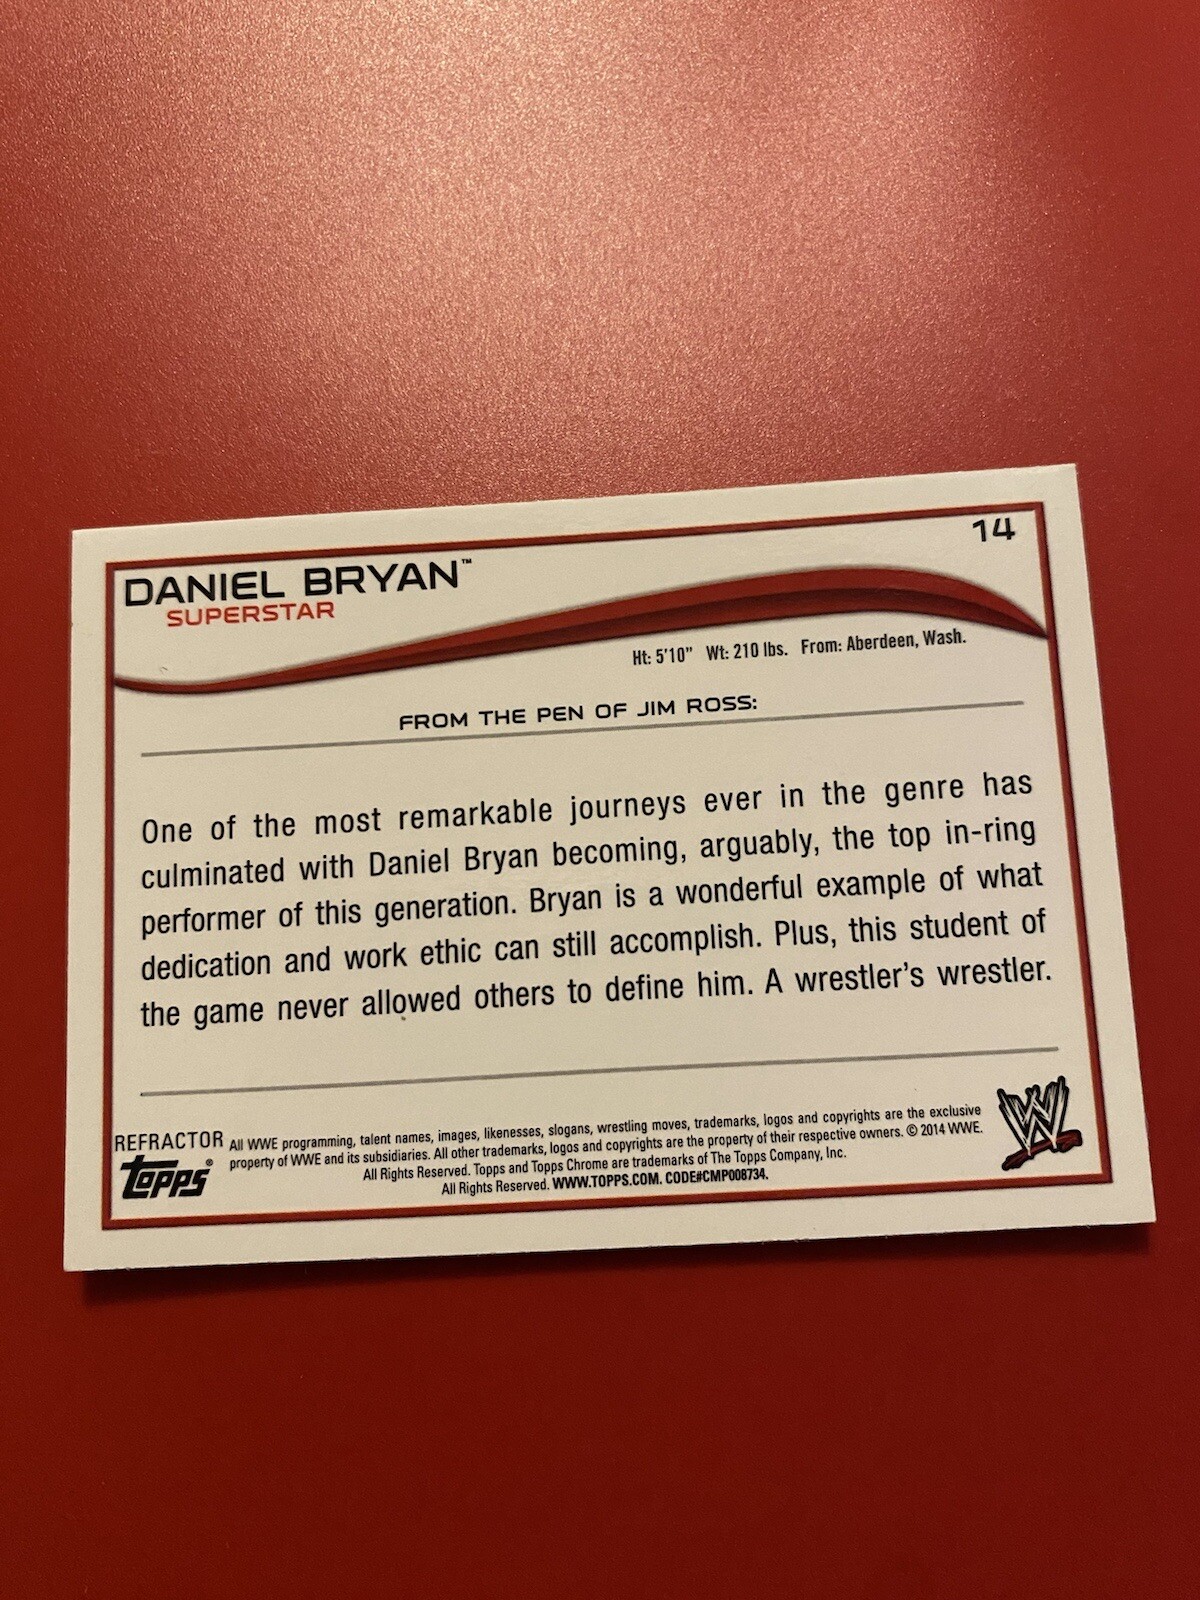 14
DANIEL BRYAN™
SUPERSTAR
Ht: 5'10" Wt: 210 lbs. From: Aberdeen, Wash.
FROM THE PEN OF JIM ROSS:
One of the most remarkable journeys ever in the genre has
culminated with Daniel Bryan becoming, arguably, the top in-ring
performer of this generation. Bryan is a wonderful example of what
dedication and work ethic can still accomplish. Plus, this student of
the game never allowed others to define him. A wrestler's wrestler.
REFRACTOR
Topps®
All WWE programming, talent names, images, likenesses, slogans, wrestling moves, trademarks, logos and copyrights are the exclusive
property of WWE and its subsidiaries. All other trademarks, logos and copyrights are the property of their respective owners. © 2014 WWE.
All Rights Reserved. Topps and Topps Chrome are trademarks of The Topps Company, Inc.
All Rights Reserved. WWW.TOPPS.COM. CODE#CMP008734.
W